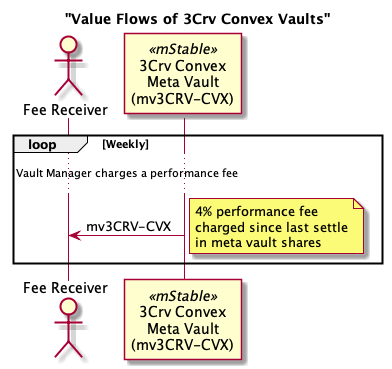 "Value Flows of 3Crv Convex Vaults"
«mStable»
3Crv Convex
Meta Vault
(mv3CRV-CVX)
Fee Receiver
loop [Weekly]
Vault Manager charges a performance fee
4% performance fee
charged since last settle
in meta vault shares
mv3CRV-CVX
Fee Receiver
«mStable»
3Crv Convex
Meta Vault
(mv3CRV-CVX)